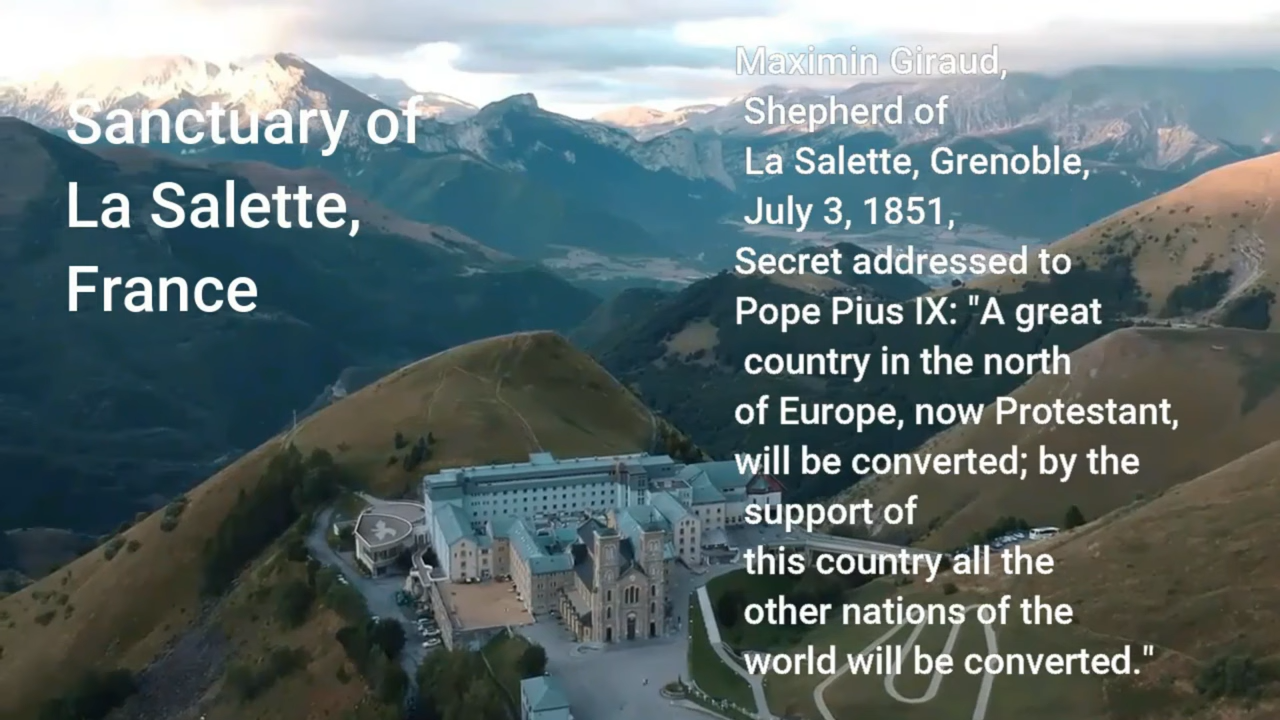 Sanctuary of
La Salette,
France
Maximin Giraud,
Shepherd of
La Salette, Grenoble,
July 3, 1851,
Secret addressed to
Pope Pius IX: "A great
country in the north
of Europe, now Protestant,
will be converted; by the
support of
this country all the
other nations of the
world will be converted."